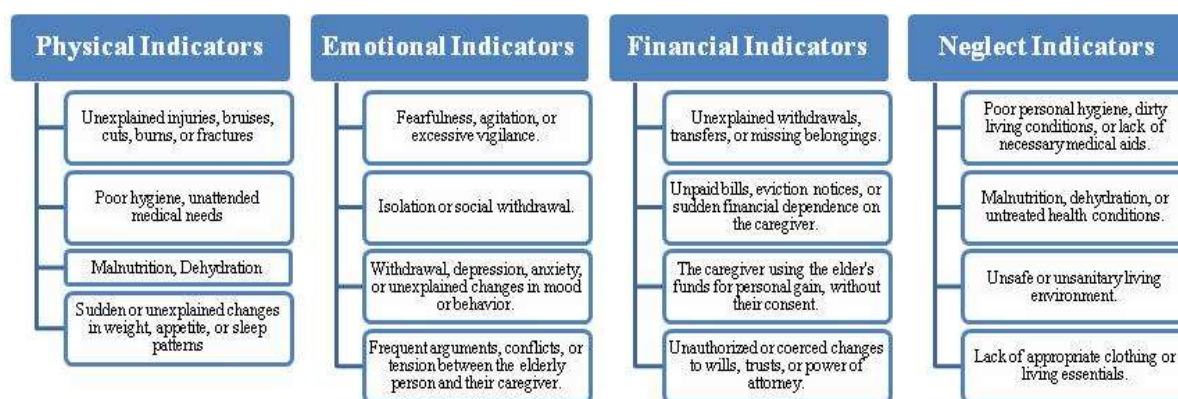 Physical Indicators
Unexplained injuries, bruises,
cuts, burns, or fractures
Poor hygiene, unattended
medical needs
Malnutrition, Dehydration
Sudden or unexplained changes
in weight, appetite, or sleep
patterns
Emotional Indicators
Fearfulness, agitation, or
excessive vigilance.
Isolation or social withdrawal.
Withdrawal, depression, anxiety,
or unexplained changes in mood
or behavior.
Frequent arguments, conflicts, or
tension between the elderly
person and their caregiver.
Financial Indicators
Unexplained withdrawals,
transfers, or missing belongings.
Unpaid bills, eviction notices, or
sudden financial dependence on
the caregiver.
The caregiver using the elder's
funds for personal gain, without
their consent.
Unauthorized or coerced changes
to wills, trusts, or power of
attorney.
Neglect Indicators
Poor personal hygiene, dirty
living conditions, or lack of
necessary medical aids.
Malnutrition, dehydration, or
untreated health conditions.
Unsafe or unsanitary living
environment.
Lack of appropriate clothing or
living essentials.